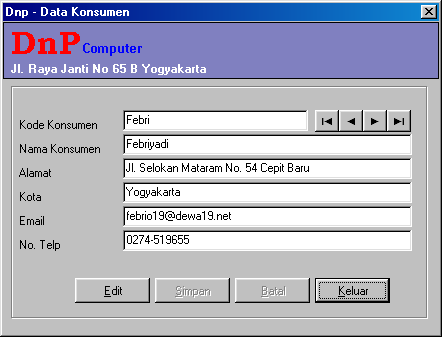 Dnp - Data Konsumen
DnP Computer
Jl. Raya Janti No 65 B Yogyakarta
Kode Konsumen Febri
Nama Konsumen Febriyadi
Alamat Jl. Selokan Mataram No. 54 Cepit Baru
Kota Yogyakarta
Email febrio19@dewa19.net
No. Telp 0274-519655
Edit Simpan Batal Keluar